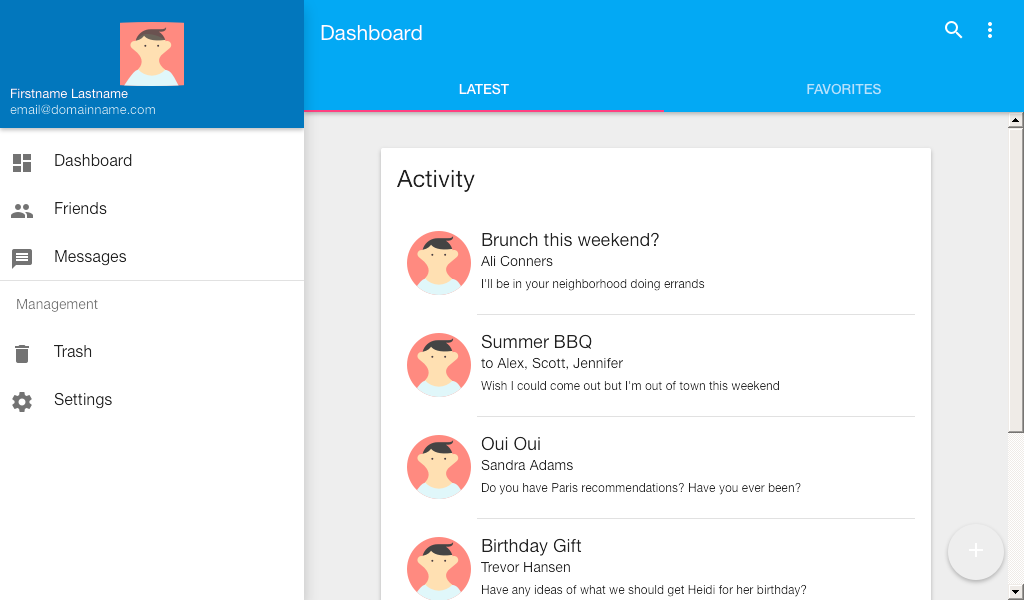 Firstname Lastname
email@domainname.com
Dashboard
Friends
Messages
Management
Trash
Settings
Dashboard
LATEST
FAVORITES
Activity
Brunch this weekend?
Ali Conners
I'll be in your neighborhood doing errands
Summer BBQ
to Alex, Scott, Jennifer
Wish I could come out but I'm out of town this weekend
Oui Oui
Sandra Adams
Do you have Paris recommendations? Have you ever been?
Birthday Gift
Trevor Hansen
Have any ideas of what we should get Heidi for her birthday?